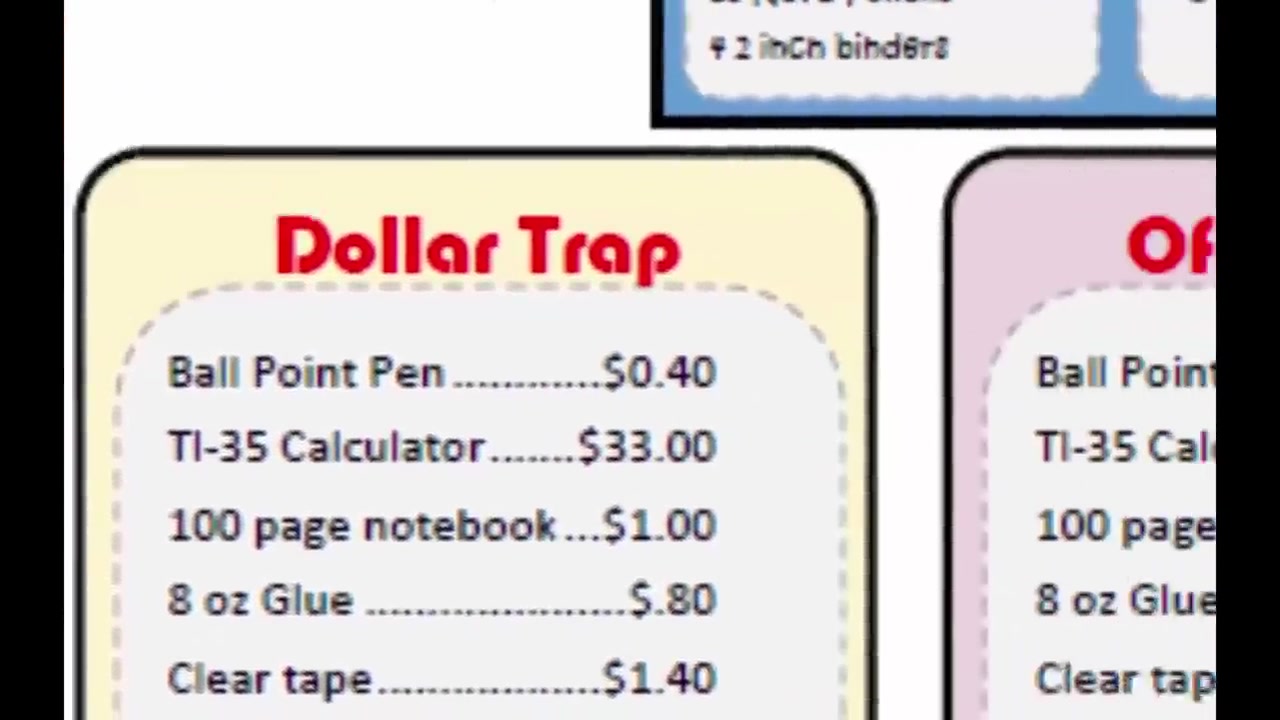 4 2 inch binders
Dollar Trap
Ball Point Pen ............$0.40
TI-35 Calculator.......$33.00
100 page notebook ...$1.00
8 oz Glue .....................$.80
Clear tape..................$1.40
Of
Ball Point
TI-35 Calc
100 page
8 oz Glue
Clear tap